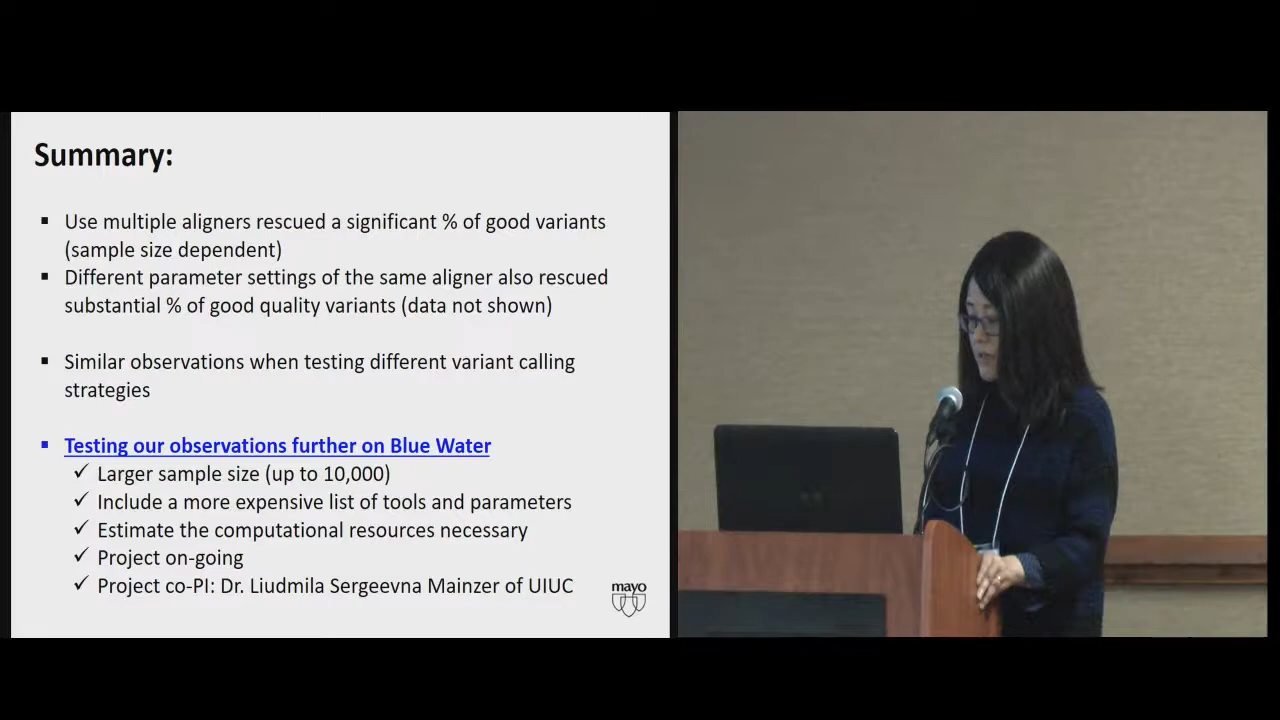 Summary:
▪ Use multiple aligners rescued a significant % of good variants
(sample size dependent)
▪ Different parameter settings of the same aligner also rescued
substantial % of good quality variants (data not shown)
▪ Similar observations when testing different variant calling
strategies
▪ Testing our observations further on Blue Water
✓ Larger sample size (up to 10,000)
✓ Include a more expensive list of tools and parameters
✓ Estimate the computational resources necessary
✓ Project on-going
✓ Project co-PI: Dr. Liudmila Sergeevna Mainzer of UIUC
mayo